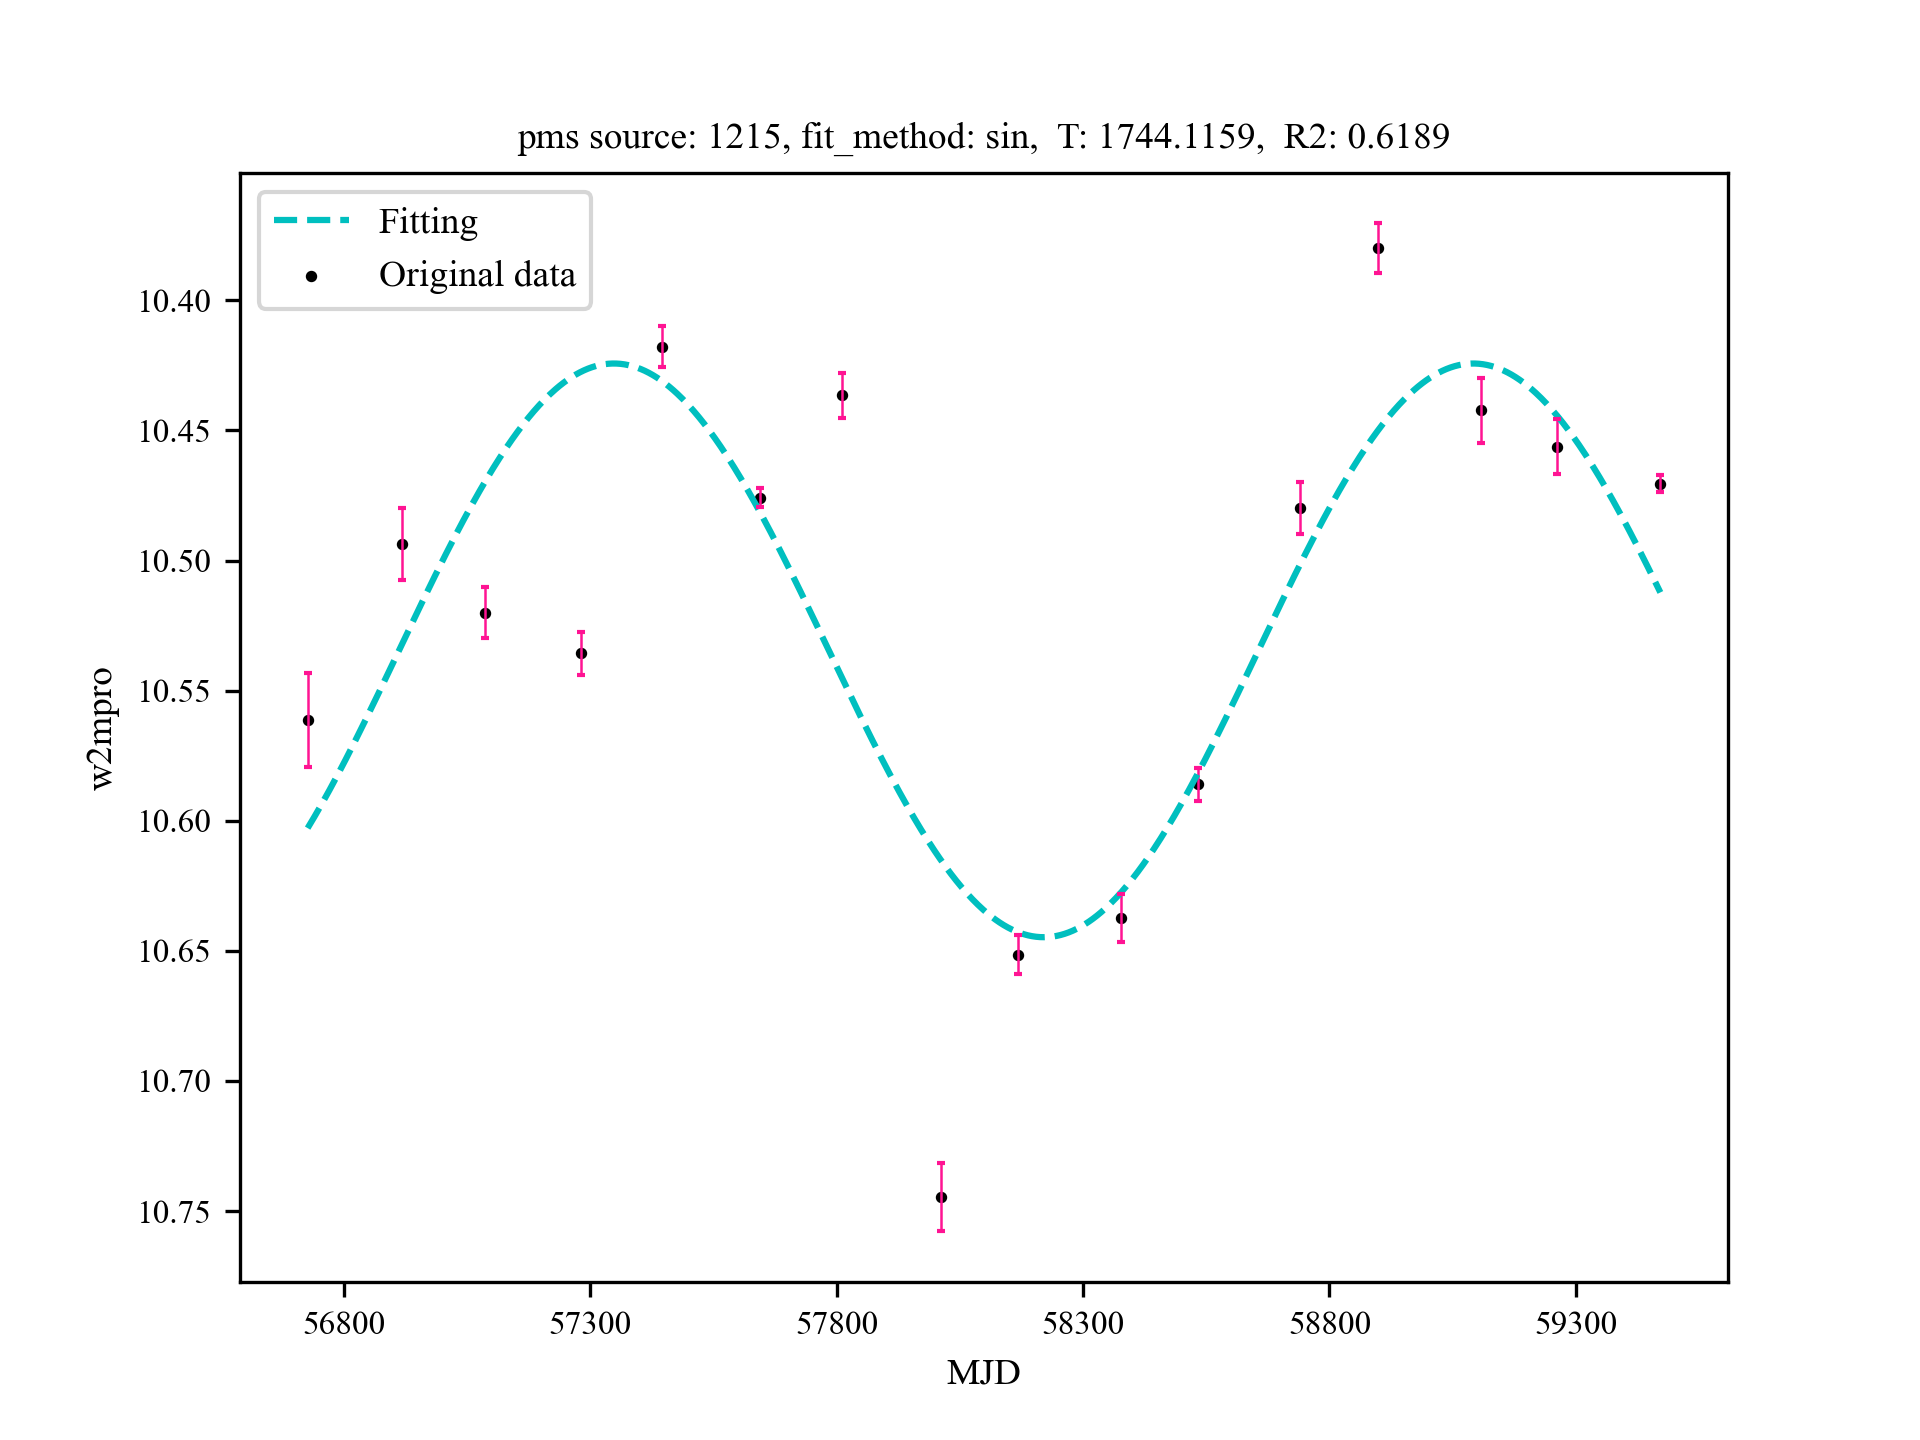 pms source: 1215, fit_method: sin,  T: 1744.1159,  R2: 0.6189
Fitting
Original data
10.40
10.45
10.50
10.55
10.60
10.65
10.70
10.75
w2mpro
56800 57300 57800 58300 58800 59300
MJD